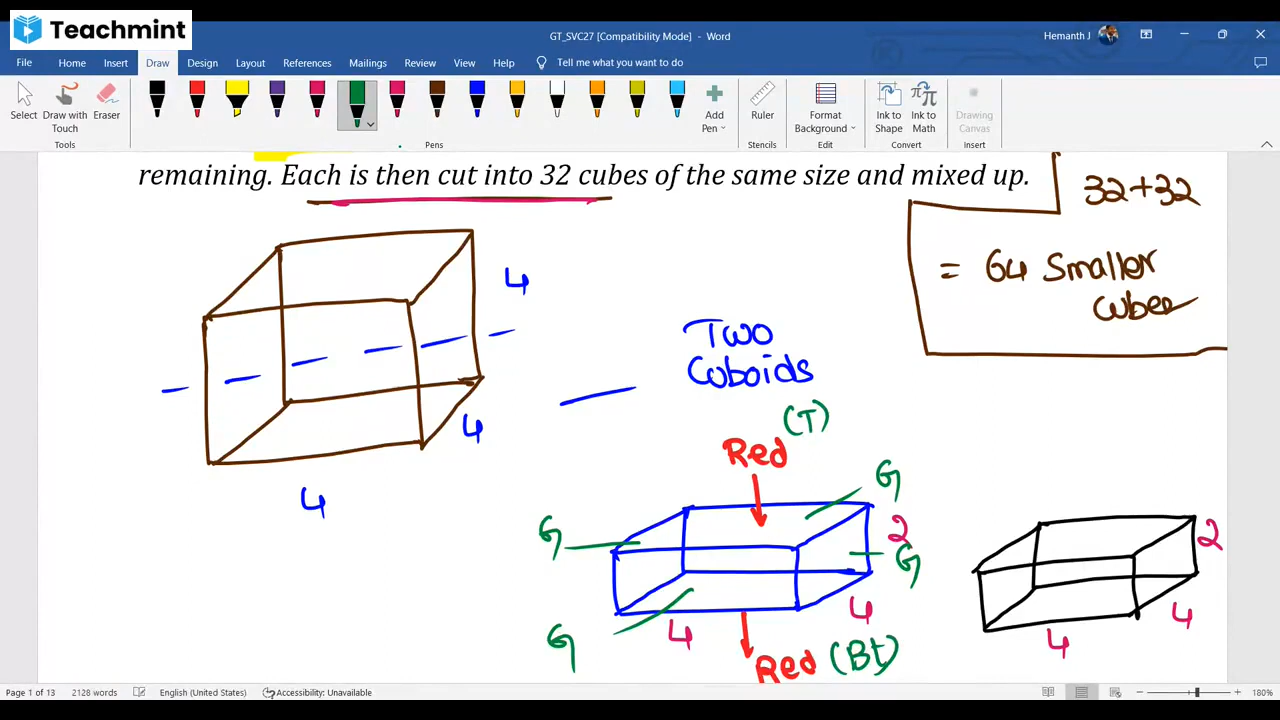 Teachmint
GT_SVC27 [Compatibility Mode] - Word
Hemanth J
File Home Insert Draw Design Layout References Mailings Review View Help Tell me what you want to do
Select
Draw with Touch
Eraser
Add Pen
Ruler
Format Background
Ink to Shape
Ink to Math
Drawing Canvas
Tools
Pens
Stencils
Edit
Convert
Insert
remaining. Each is then cut into 32 cubes of the same size and mixed up.
32+32
= 64 Smaller
cubes
4
4
4
Two
Cuboids
Red (T)
G
G
2
G
4
4
G
Red (Bt)
2
4
4
Page 1 of 13 2128 words English (United States) Accessibility: Unavailable
180%